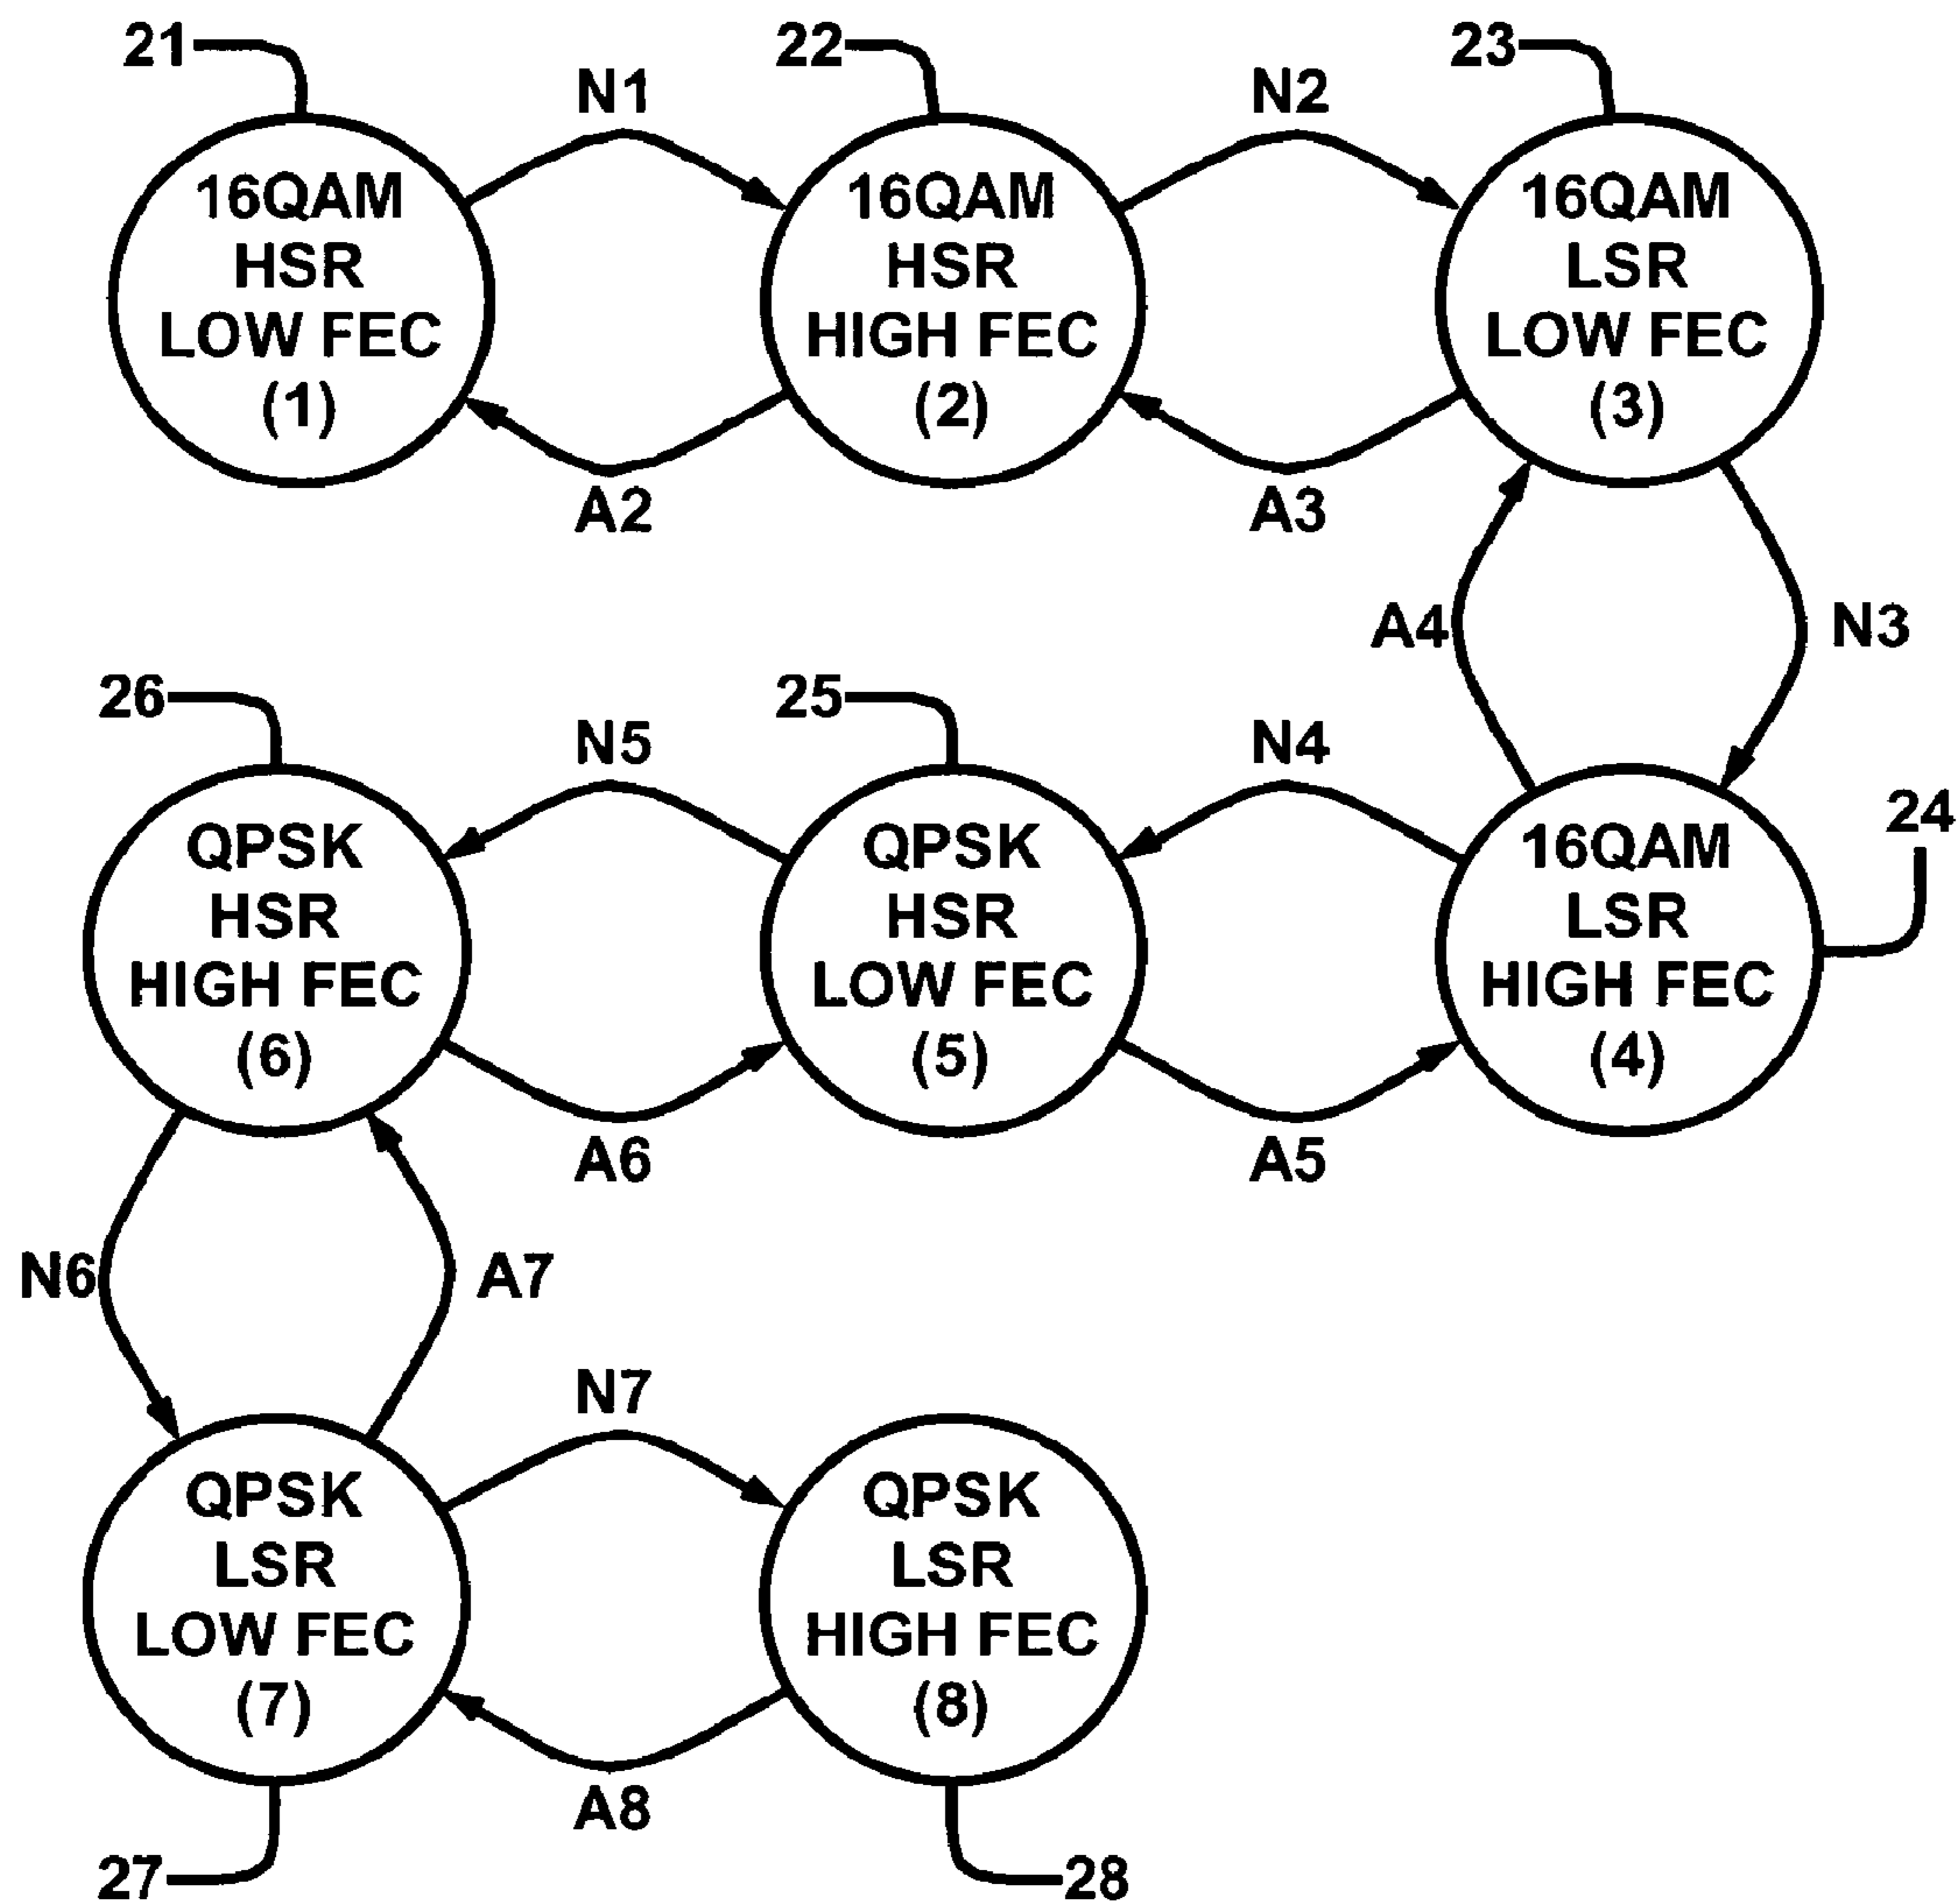 21
22
23
N1
N2
16QAM
HSR
LOW FEC
(1)
16QAM
HSR
HIGH FEC
(2)
16QAM
LSR
LOW FEC
(3)
A2
A3
A4
N3
26
25
N5
N4
24
QPSK
HSR
HIGH FEC
(6)
QPSK
HSR
LOW FEC
(5)
16QAM
LSR
HIGH FEC
(4)
A6
A5
N6
A7
N7
QPSK
LSR
LOW FEC
(7)
QPSK
LSR
HIGH FEC
(8)
A8
27
28